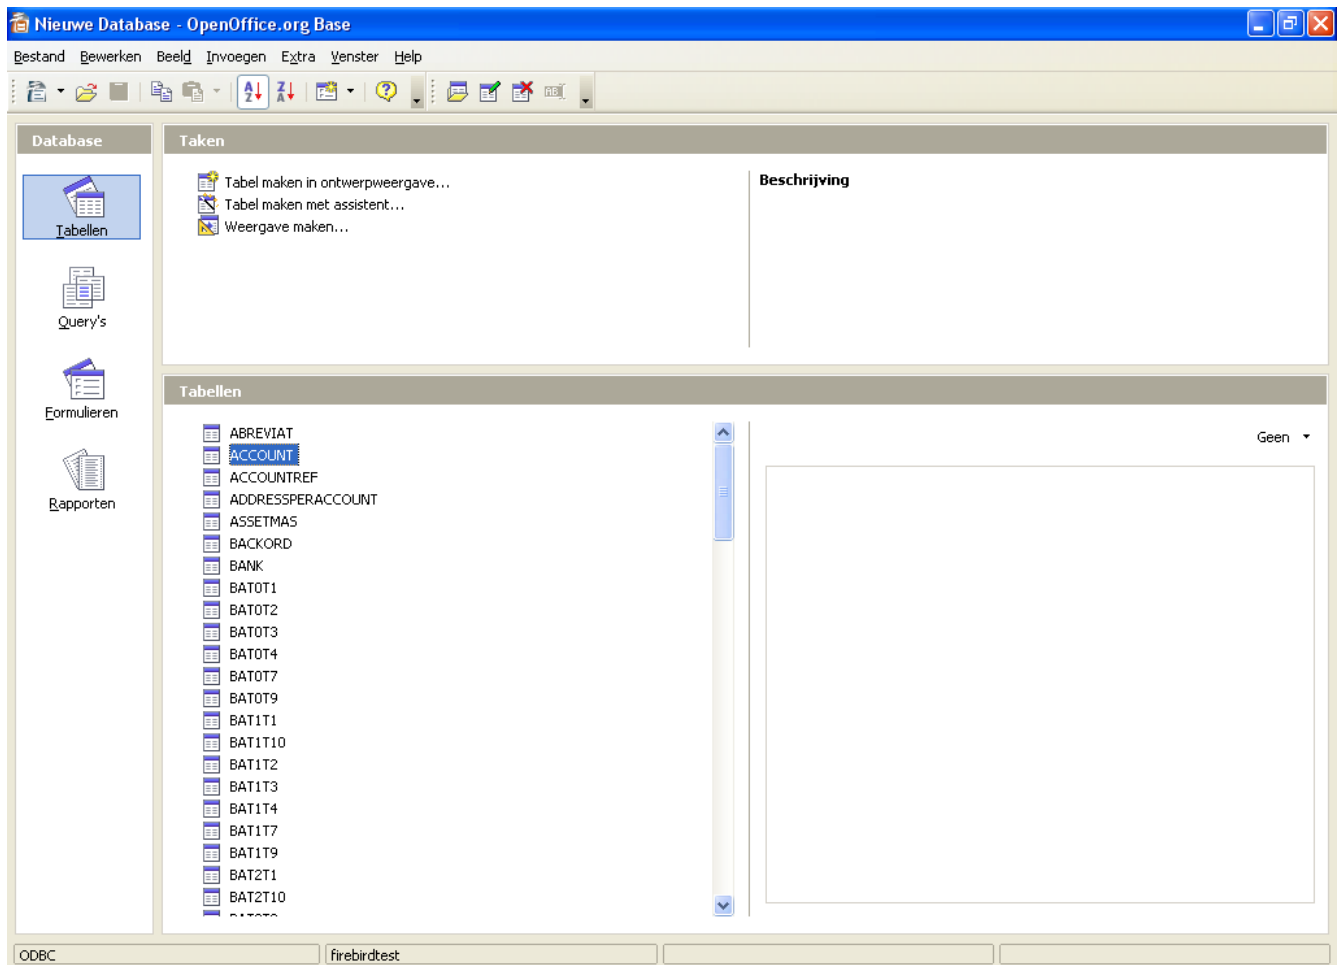 Nieuwe Database - OpenOffice.org Base
Bestand Bewerken Beeld Invoegen Extra Venster Help
Database
Taken
Tabel maken in ontwerpweergave...
Tabel maken met assistent...
Weergave maken...
Beschrijving
Tabellen
Query's
Formulieren
Rapporten
Tabellen
ABREVIAT
ACCOUNT
ACCOUNTREF
ADDRESSPERACCOUNT
ASSETMAS
BACKORD
BANK
BAT0T1
BAT0T2
BAT0T3
BAT0T4
BAT0T7
BAT0T9
BAT1T1
BAT1T10
BAT1T2
BAT1T3
BAT1T4
BAT1T7
BAT1T9
BAT2T1
BAT2T10
Geen
ODBC
firebirdtest